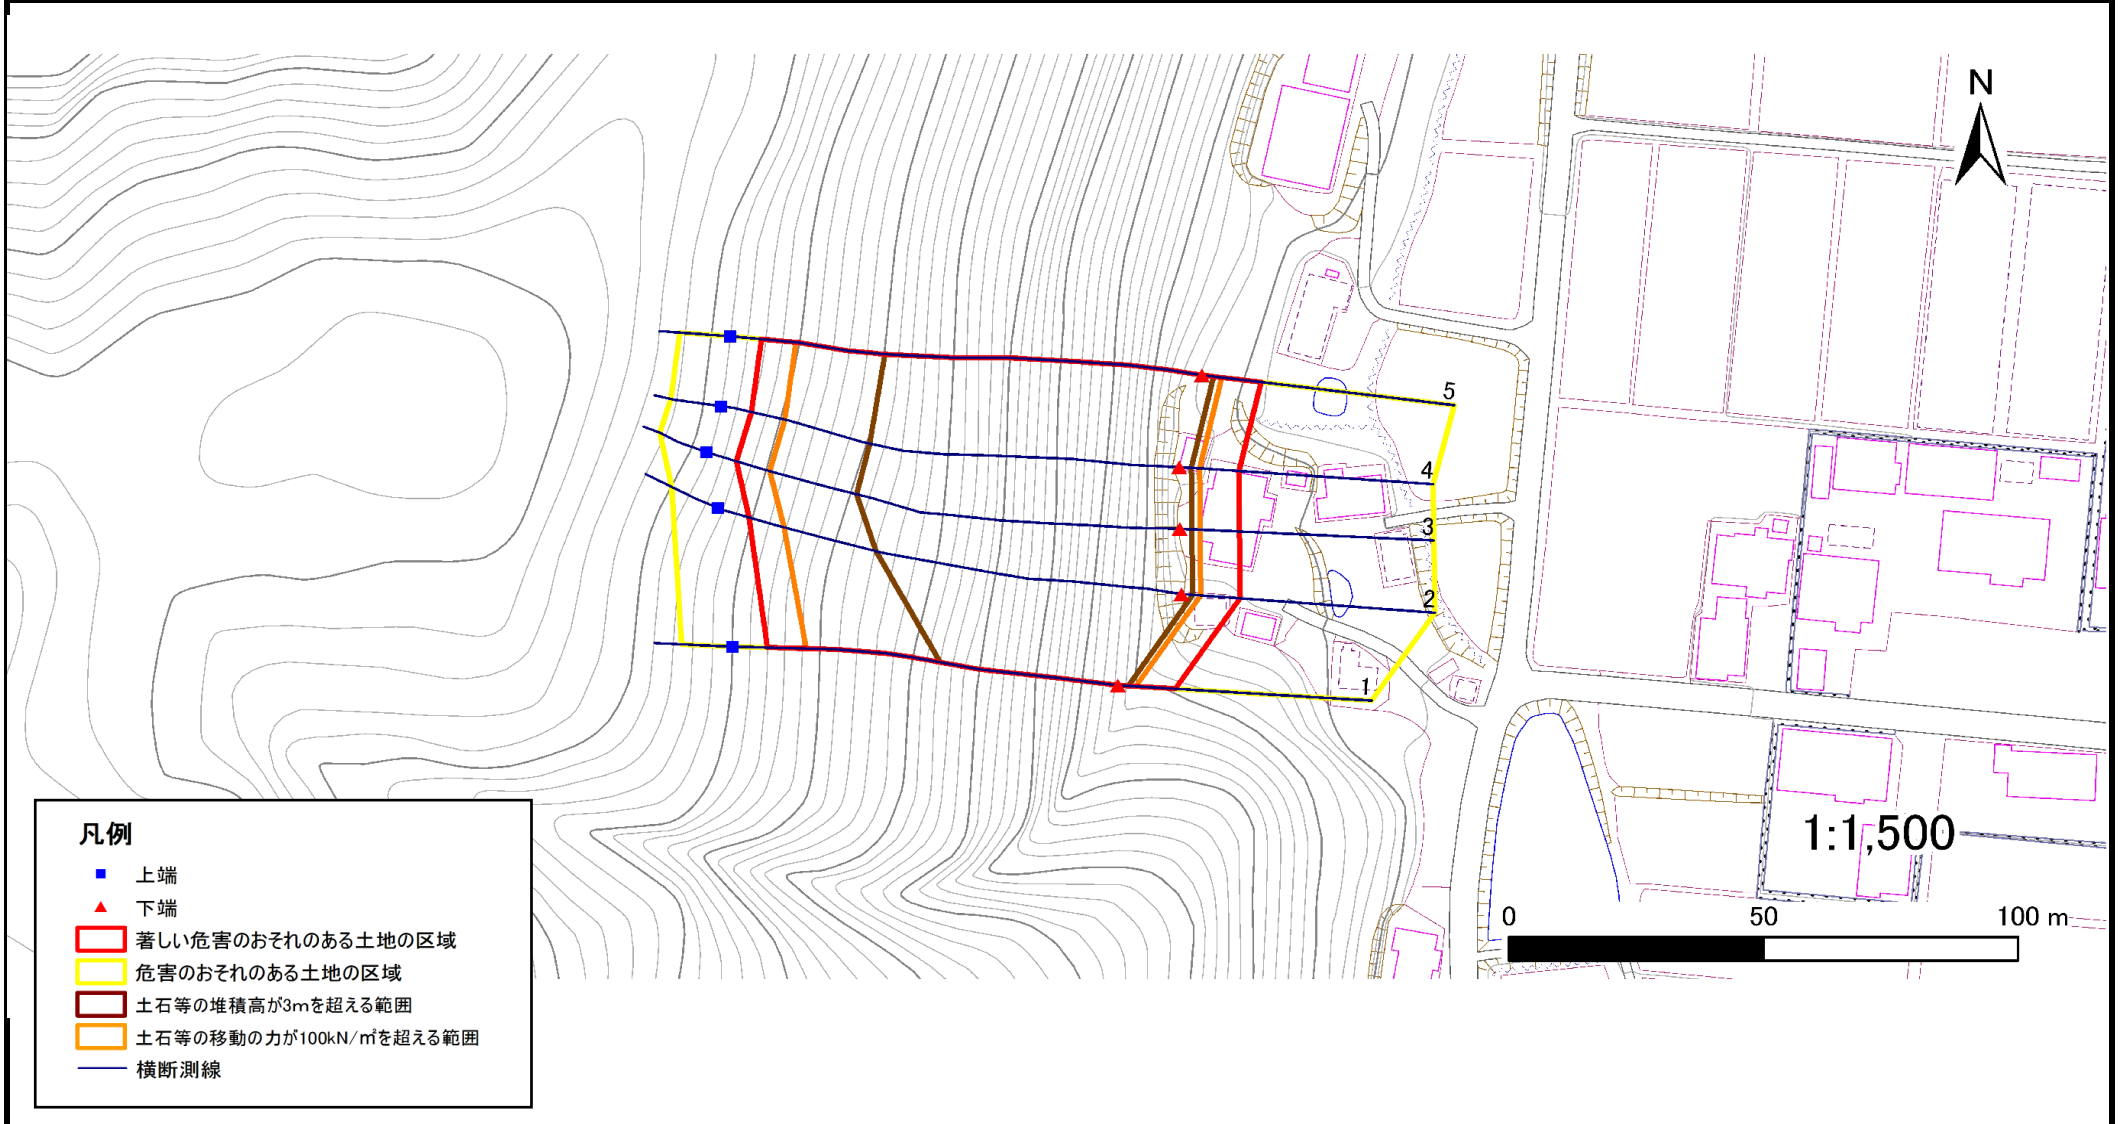 N
5
4
3
2
1
1:1,500
0 50 100 m
凡例
上端
下端
著しい危害のおそれのある土地の区域
危害のおそれのある土地の区域
土石等の堆積高が3mを超える範囲
土石等の移動の力が100kN/㎡を超える範囲
横断測線